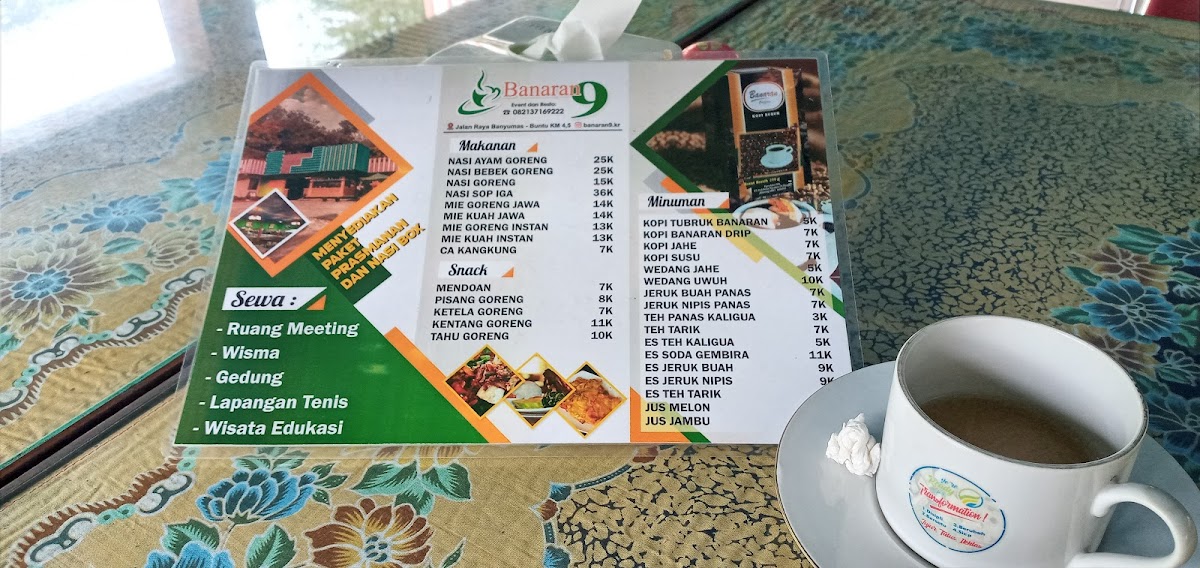 Banaran 9
Event dan Resto:
☎ 082137169222
Jalan Raya Banyumas - Buntu KM 4,5 banaran9.kr
Makanan
NASI AYAM GORENG 25K
NASI BEBEK GORENG 25K
NASI GORENG 15K
NASI SOP IGA 36K
MIE GORENG JAWA 14K
MIE KUAH JAWA 14K
MIE GORENG INSTAN 13K
MIE KUAH INSTAN 13K
CA KANGKUNG 7K
Snack
MENDOAN 7K
PISANG GORENG 8K
KETELA GORENG 7K
KENTANG GORENG 11K
TAHU GORENG 10K
MENYEDIAKAN
PAKET
PRASMANAN
DAN NASI BOX
Sewa :
- Ruang Meeting
- Wisma
- Gedung
- Lapangan Tenis
- Wisata Edukasi
Banaran
Minuman
KOPI TUBRUK BANARAN 5K
KOPI BANARAN DRIP 7K
KOPI JAHE 7K
KOPI SUSU 7K
WEDANG JAHE 5K
WEDANG UWUH 10K
JERUK BUAH PANAS 7K
JERUK NIPIS PANAS 7K
TEH PANAS KALIGUA 3K
TEH TARIK 7K
ES TEH KALIGUA 5K
ES SODA GEMBIRA 11K
ES JERUK BUAH 9K
ES JERUK NIPIS 9K
ES TEH TARIK
JUS MELON
JUS JAMBU
Transformation !